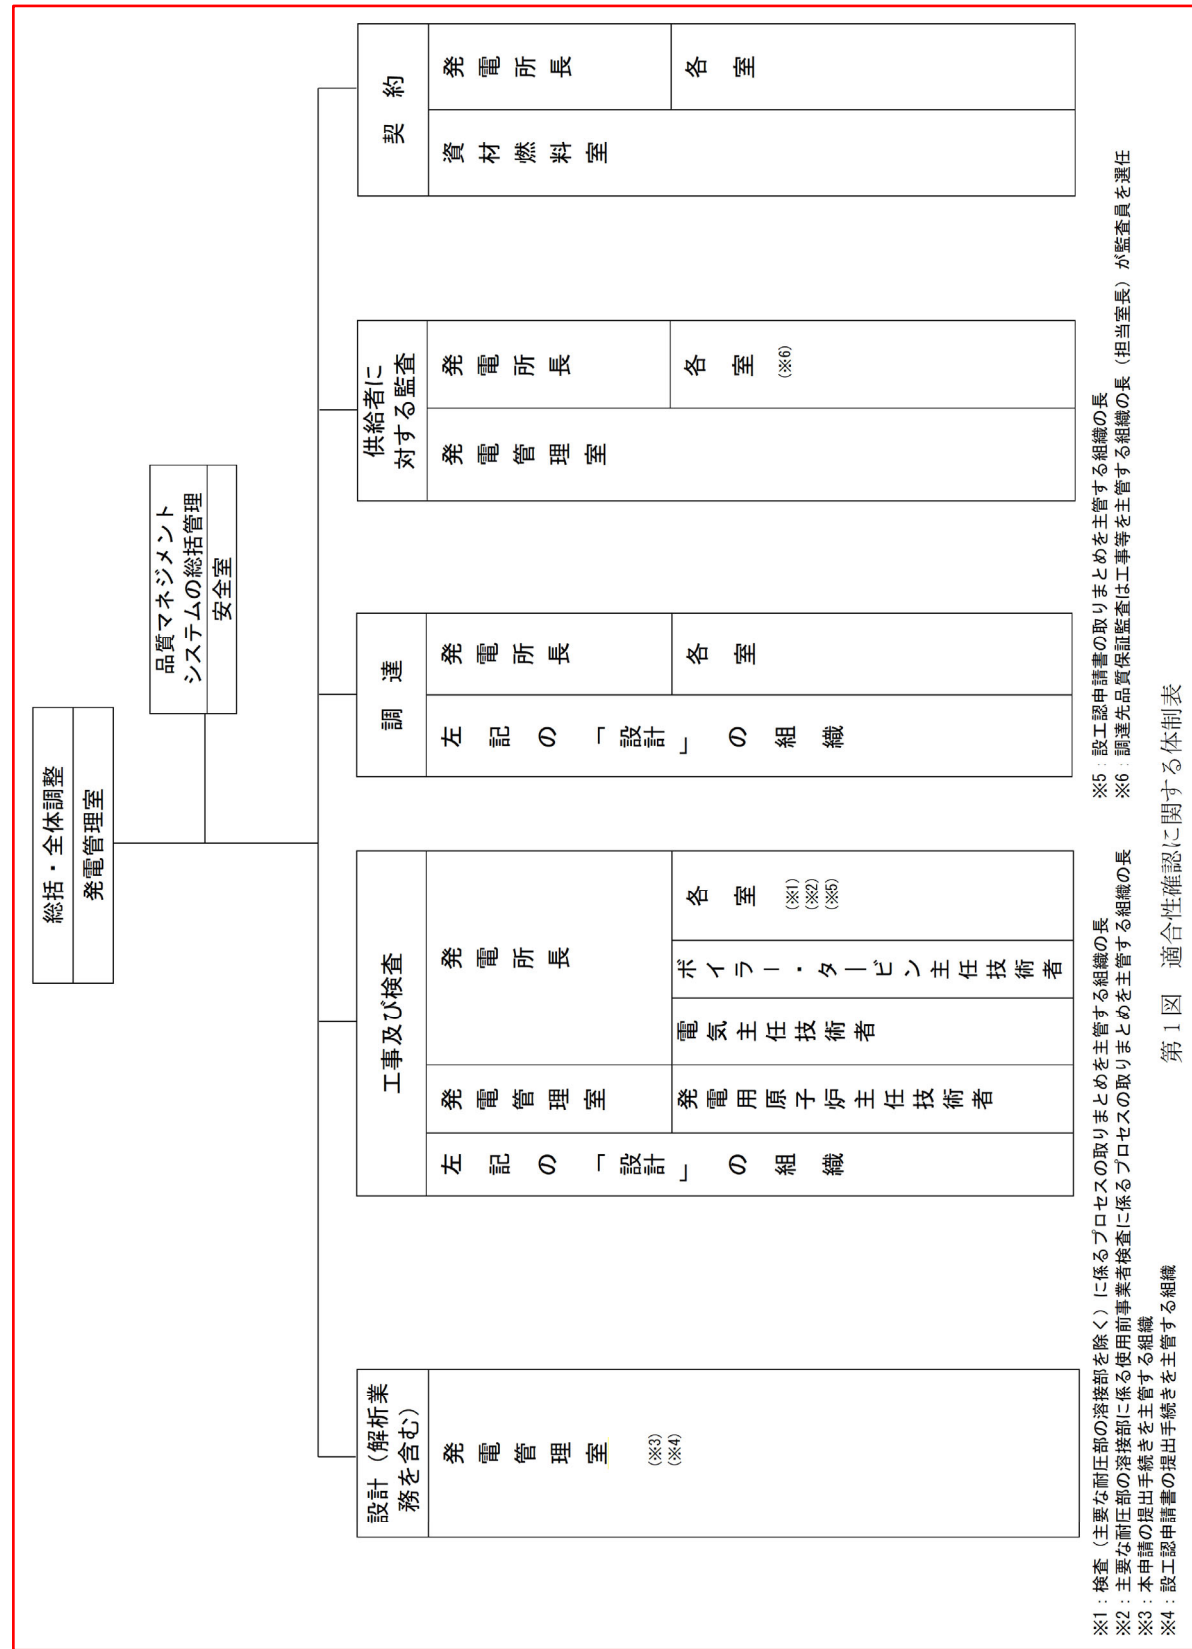 総括・全体調整
発電管理室
品質マネジメント
システムの総括管理
安全室
設計（解析業
務を含む）
発電管理室
(※3)
(※4)
工事及び検査
左記の「設計」の組織
発電管理室
発電所長
発電用原子炉主任技術者
電気主任技術者
ボイラー・タービン主任技術者
各室
(※1)
(※2)
(※5)
調達
左記の「設計」の組織
発電所長
各室
供給者に
対する監査
発電管理室
発電所長
各室
(※6)
契約
資材燃料室
発電所長
各室
※1：検査（主要な耐圧部の溶接部を除く）に係るプロセスの取りまとめを主管する組織の長
※2：主要な耐圧部の溶接部に係る使用前事業者検査に係るプロセスの取りまとめを主管する組織の長
※3：本申請の提出手続きを主管する組織
※4：設工認申請書の提出手続きを主管する組織
※5：設工認申請書の取りまとめを主管する組織の長
※6：調達先品質保証監査は工事等を主管する組織の長（担当室長）が監査員を選任
第1図　適合性確認に関する体制表